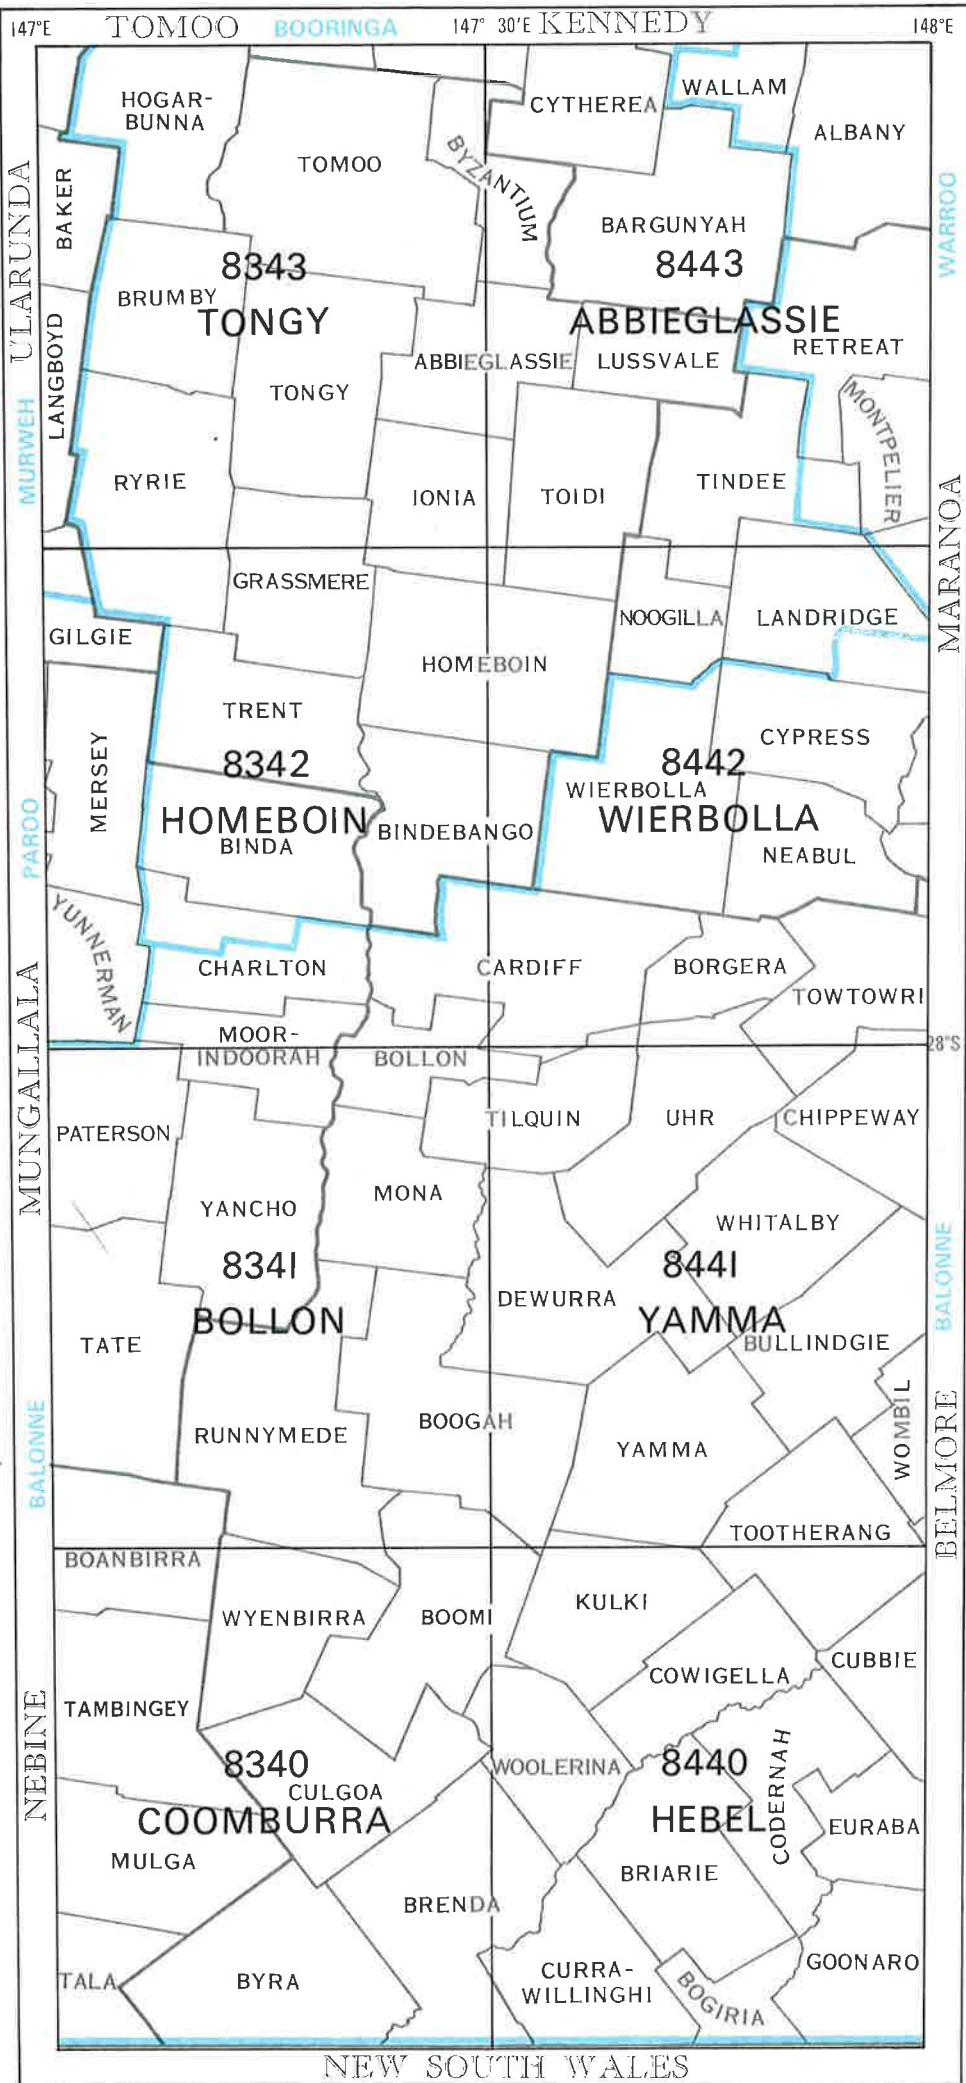 147°E TOMOO BOORINGA 147° 30'E KENNEDY 148°E
HOGAR-
BUNNA
TOMOO
BYZANTIUM
CYTHEREA
WALLAM
ALBANY
WARROO
BAKER
ULARUNDA
BARGUNYAH
8343
TONGY
8443
ABBIEGLASSIE
BRUMBY
LANGBOYD
MURWEH
TONGY
ABBIEGLASSIE
LUSSVALE
RETREAT
MONTPELIER
RYRIE
IONIA
TOIDI
TINDEE
MARANOA
GRASSMERE
GILGIE
NOOGILLA
LANDRIDGE
HOMEBOIN
TRENT
MERSEY
CYPRESS
8342
HOMEBOIN
8442
WIERBOLLA
WIERBOLLA
PAROO
BINDA
BINDEBANGO
NEABUL
YUNNERMAN
MUNGALLALA
CHARLTON
CARDIFF
BORGERA
TOWTOWRI
MOOR-
INDOORAH
BOLLON
28°S
PATERSON
TILQUIN
UHR
CHIPPEWAY
YANCHO
MONA
WHITALBY
8341
BOLLON
8441
YAMMA
BALONNE
DEWURRA
TATE
BULLINDGIE
WOMBIL
BALONNE
RUNNYMEDE
BOOGAH
YAMMA
BELMORE
TOOTHERANG
BOANBIRRA
WYENBIRRA
BOOMI
KULKI
COWIGELLA
CUBBIE
NEBINE
TAMBINGEY
8340
COOMBURRA
CULGOA
WOOLERINA
8440
HEBEL
CODERNAH
EURABA
MULGA
BRENDA
BRIARIE
TALA
BYRA
CURRA-
WILLINGHI
BOGIRIA
GOONARO
NEW SOUTH WALES